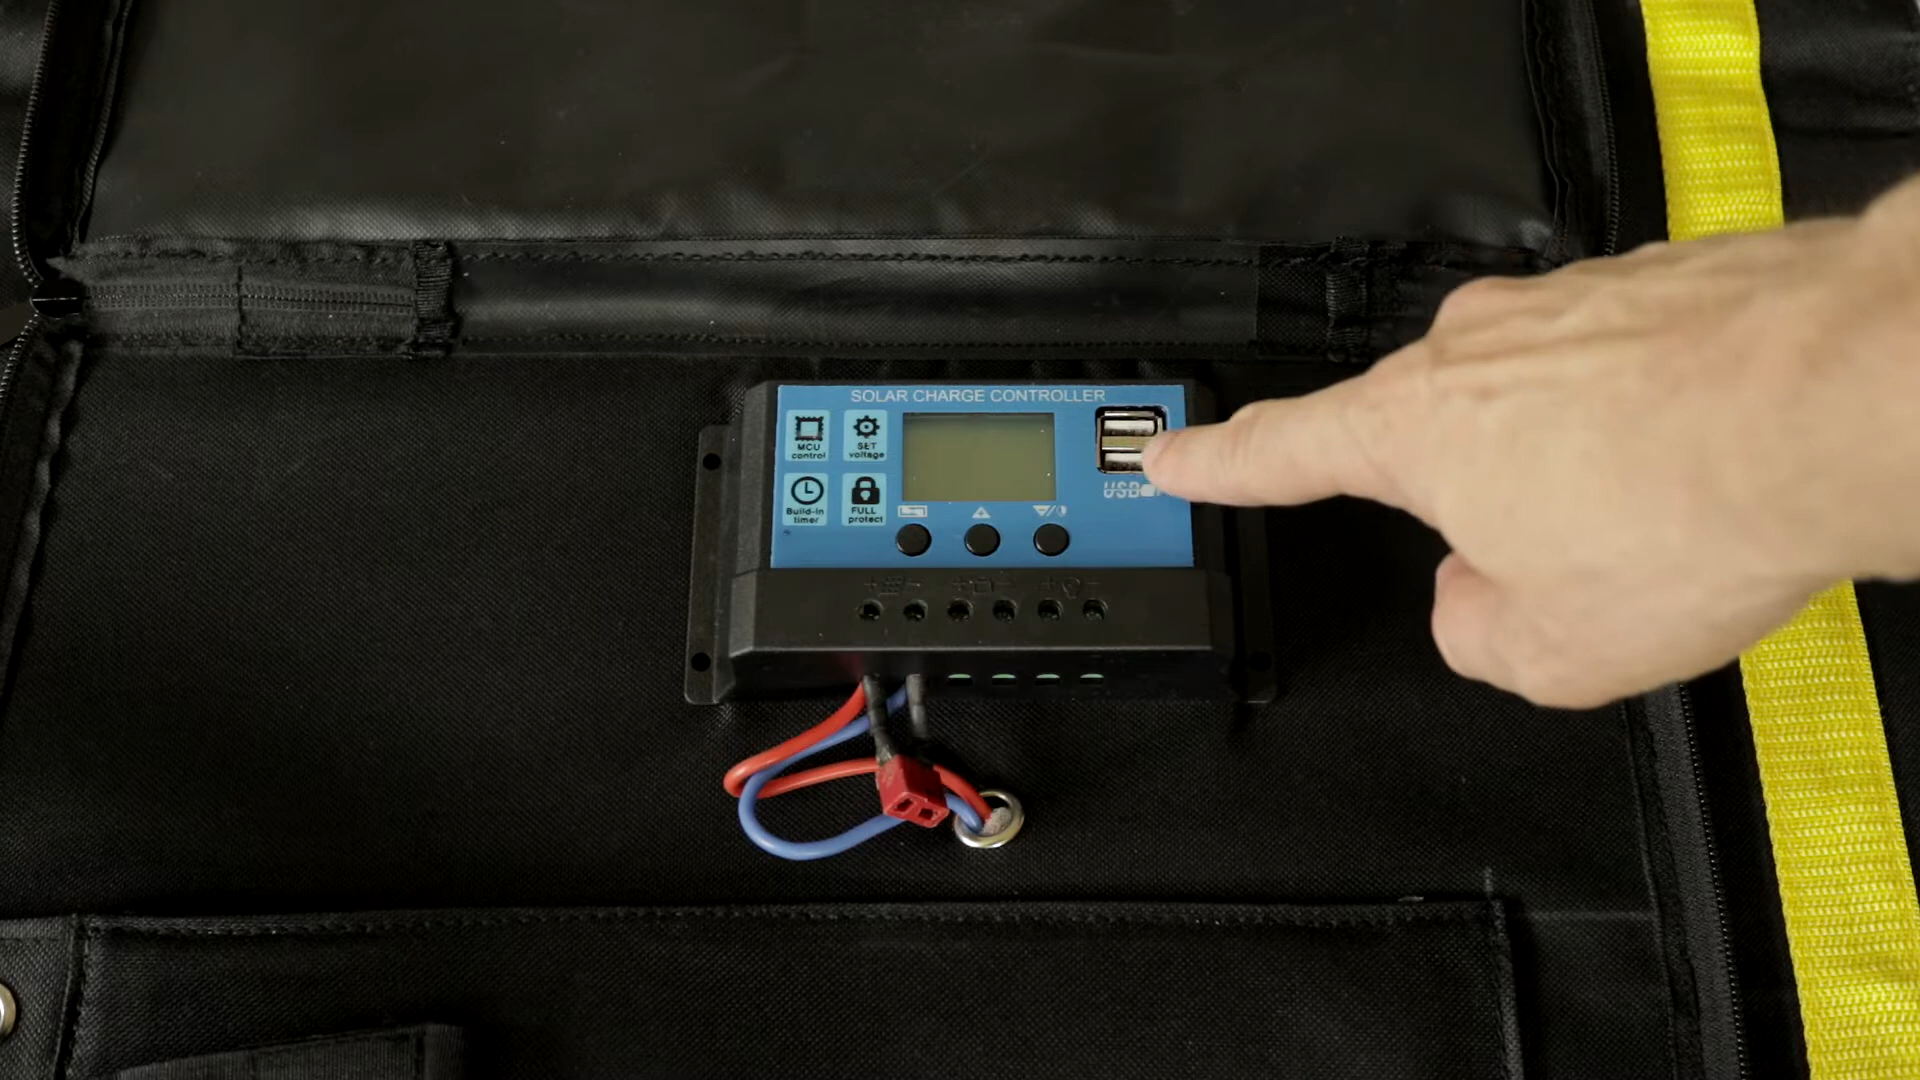 SOLAR CHARGE CONTROLLER
MCU
control
SET
voltage
Build-in
timer
FULL
protect
USB